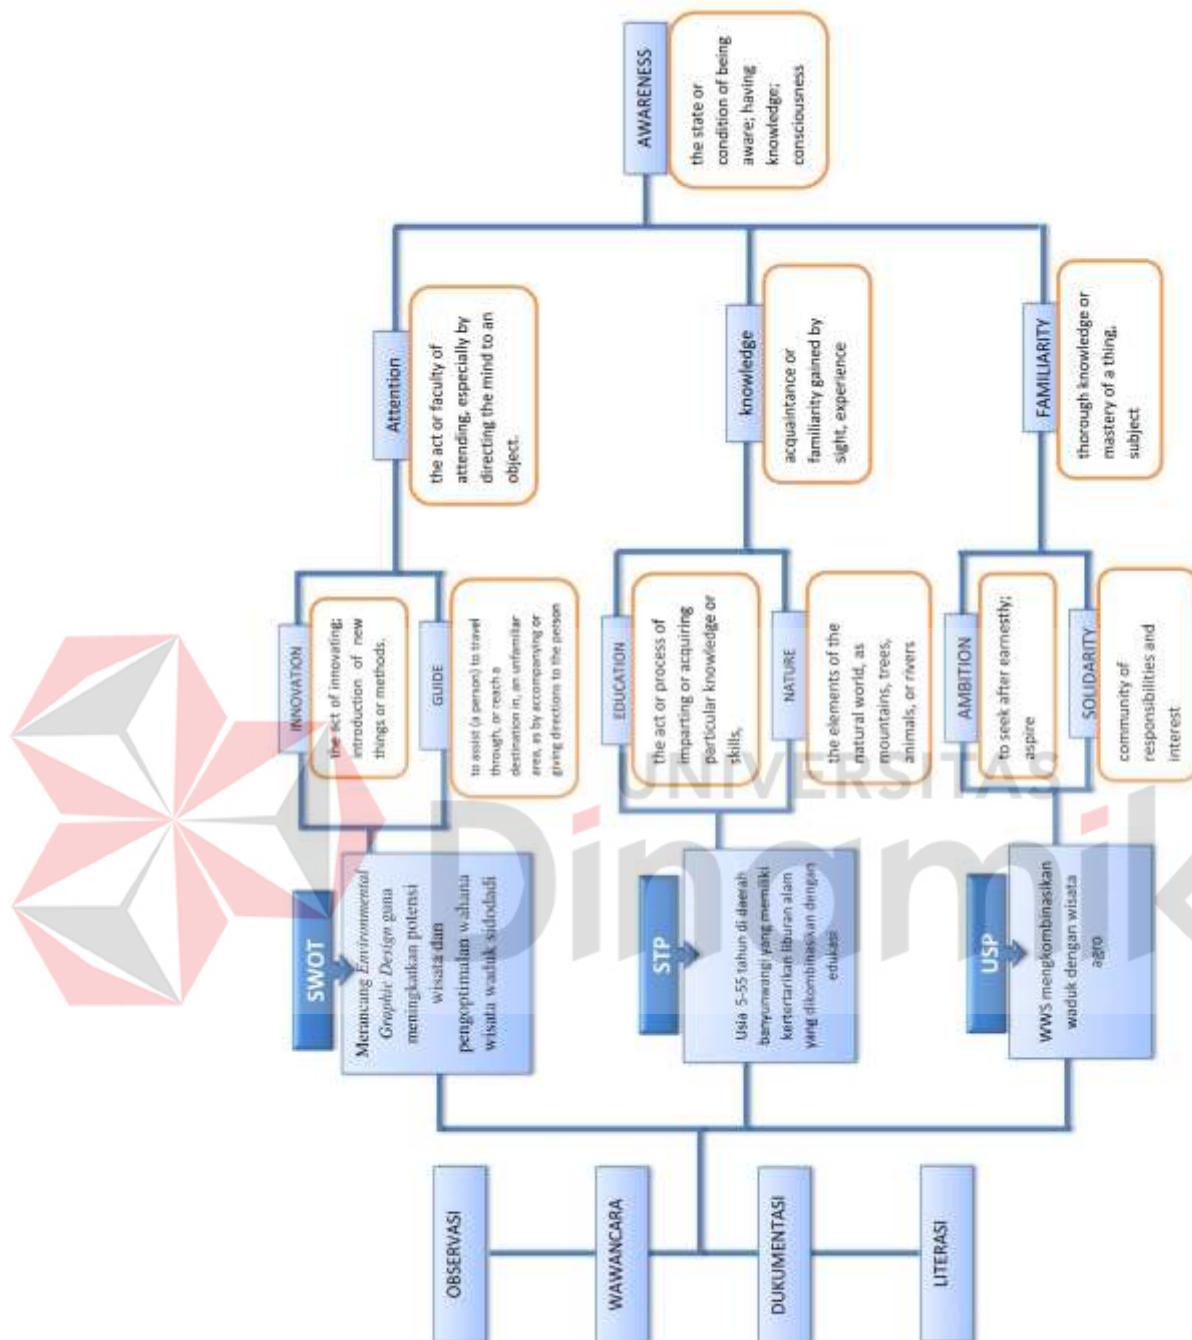 OBSERVASI
WAWANCARA
DUKUMENTASI
LITERASI
SWOT
Merancang Environmental
Graphic Design guna
meningkatkan potensi
wisata dan
pengoptimalan wahana
wisata waduk sidodadi
STP
Usia 5-55 tahun di daerah
banyunwangi yang memiliki
kertertarikan liburan alam
yang dikombinasikan dengan
edukasi
USP
WWS mengkombinasikan
waduk dengan wisata
agro
INNOVATION
the act of innovating;
introduction of new
things or methods.
GUIDE
to assist (a person) to travel
through, or reach a
destination in, an unfamiliar
area, as by accompanying or
giving directions to the person
EDUCATION
the act or process of
imparting or acquiring
particular knowledge or
skills,
NATURE
the elements of the
natural world, as
mountains, trees,
animals, or rivers
AMBITION
to seek after earnestly;
aspire
SOLIDARITY
community of
responsibilities and
interest
Attention
the act or faculty of
attending, especially by
directing the mind to an
object.
knowledge
acquaintance or
familiarity gained by
sight, experience
FAMILIARITY
thorough knowledge or
mastery of a thing,
subject
AWARENESS
the state or
condition of being
aware; having
knowledge;
consciousness
UNIVERSITAS
Dinamik